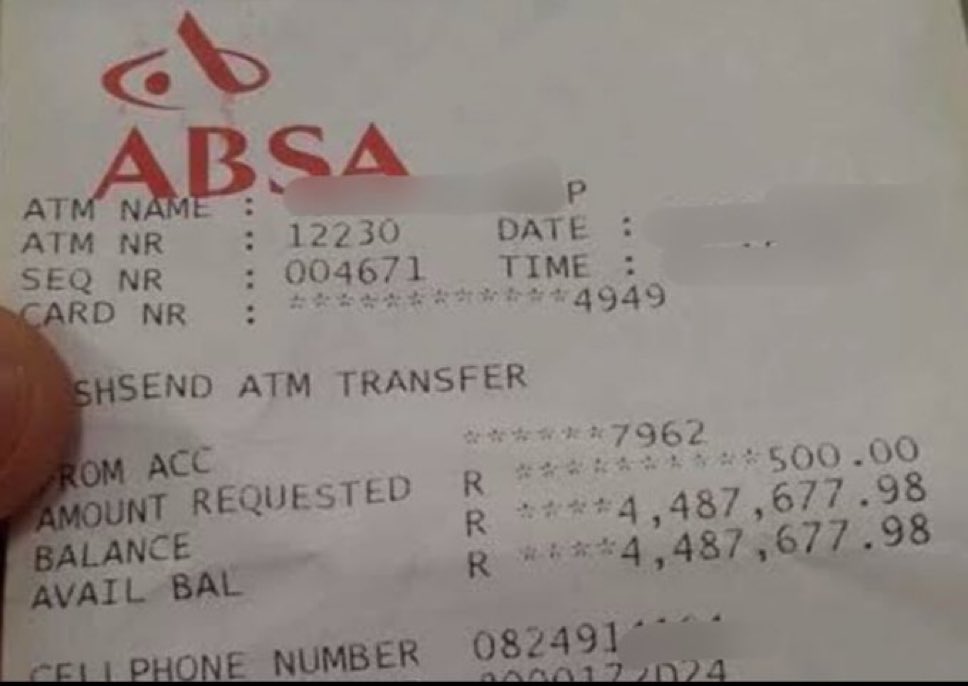 ABSA
ATM NAME : P
ATM NR : 12230 DATE :
SEQ NR : 004671 TIME :
CARD NR : ************4949
SHSEND ATM TRANSFER
ROM ACC ******7962
AMOUNT REQUESTED R **********500.00
BALANCE R ****4,487,677.98
AVAIL BAL R ****4,487,677.98
CELLPHONE NUMBER 082491